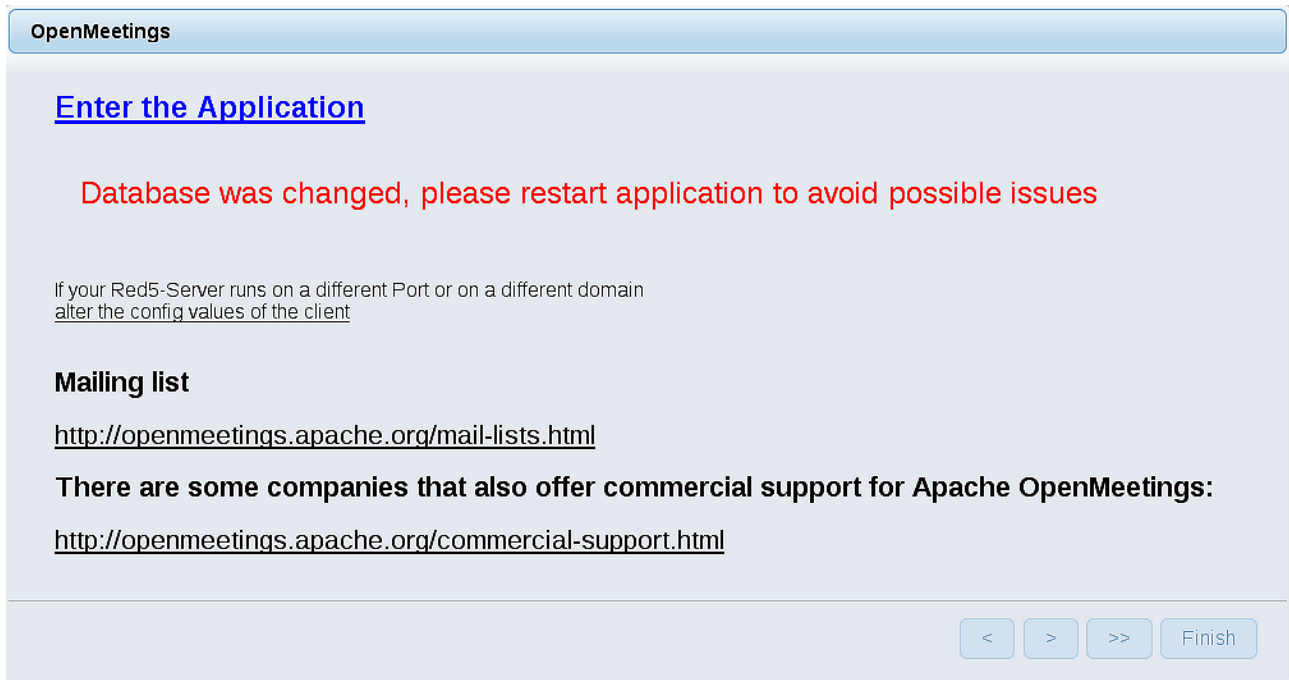 OpenMeetings
Enter the Application
Database was changed, please restart application to avoid possible issues
If your Red5-Server runs on a different Port or on a different domain
alter the config values of the client
Mailing list
http://openmeetings.apache.org/mail-lists.html
There are some companies that also offer commercial support for Apache OpenMeetings:
http://openmeetings.apache.org/commercial-support.html
< > >> Finish